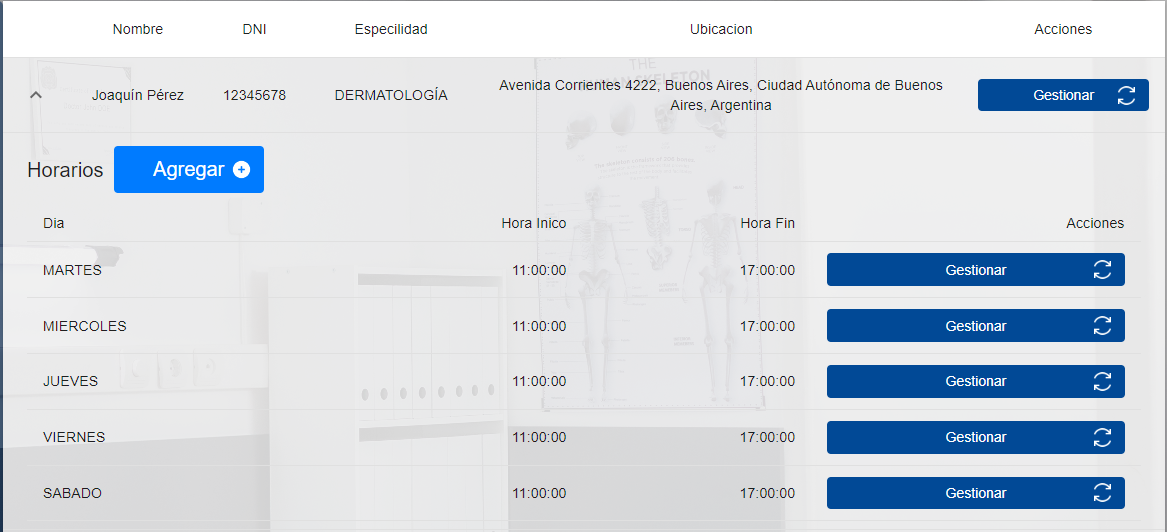 Nombre DNI Especilidad Ubicacion Acciones
THE
HUMAN SKELETON
Joaquín Pérez 12345678 DERMATOLOGÍA Avenida Corrientes 4222, Buenos Aires, Ciudad Autónoma de Buenos Aires, Argentina Gestionar
Horarios Agregar
Dia Hora Inico Hora Fin Acciones
MARTES 11:00:00 17:00:00 Gestionar
MIERCOLES 11:00:00 17:00:00 Gestionar
JUEVES 11:00:00 17:00:00 Gestionar
VIERNES 11:00:00 17:00:00 Gestionar
SABADO 11:00:00 17:00:00 Gestionar